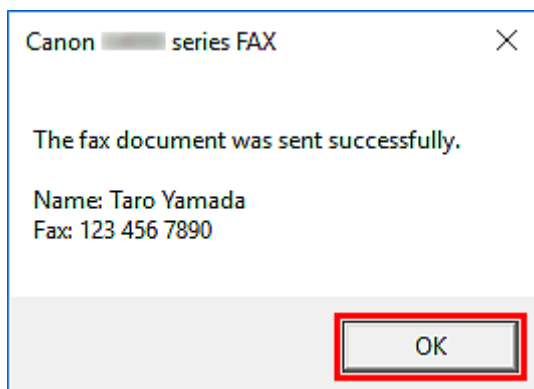 Canon series FAX
The fax document was sent successfully.
Name: Taro Yamada
Fax: 123 456 7890
OK